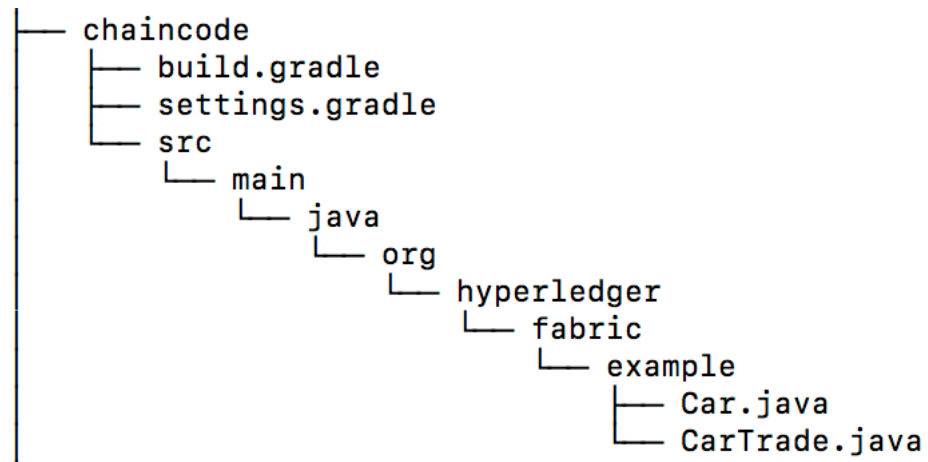 chaincode
build.gradle
settings.gradle
src
main
java
org
hyperledger
fabric
example
Car.java
CarTrade.java